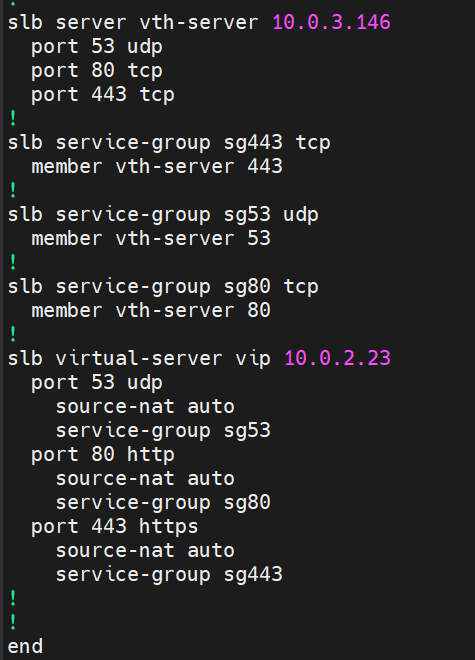 !
slb server vth-server 10.0.3.146
  port 53 udp
  port 80 tcp
  port 443 tcp
!
slb service-group sg443 tcp
  member vth-server 443
!
slb service-group sg53 udp
  member vth-server 53
!
slb service-group sg80 tcp
  member vth-server 80
!
slb virtual-server vip 10.0.2.23
  port 53 udp
    source-nat auto
    service-group sg53
  port 80 http
    source-nat auto
    service-group sg80
  port 443 https
    source-nat auto
    service-group sg443
!
!
end